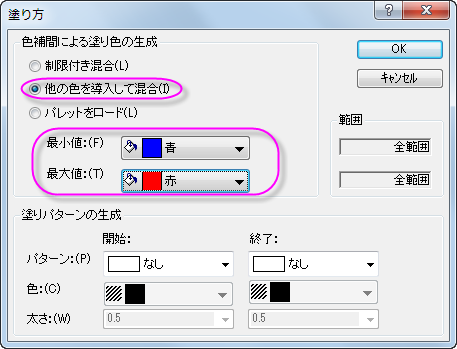 塗り方
色補間による塗り色の生成
制限付き混合(L)
他の色を導入して混合(I)
パレットをロード(L)
最小値:(F) 青
最大値:(T) 赤
OK
キャンセル
範囲
全範囲
全範囲
塗りパターンの生成
開始: 終了:
パターン:(P) なし なし
色:(C)
太さ:(W) 0.5 0.5